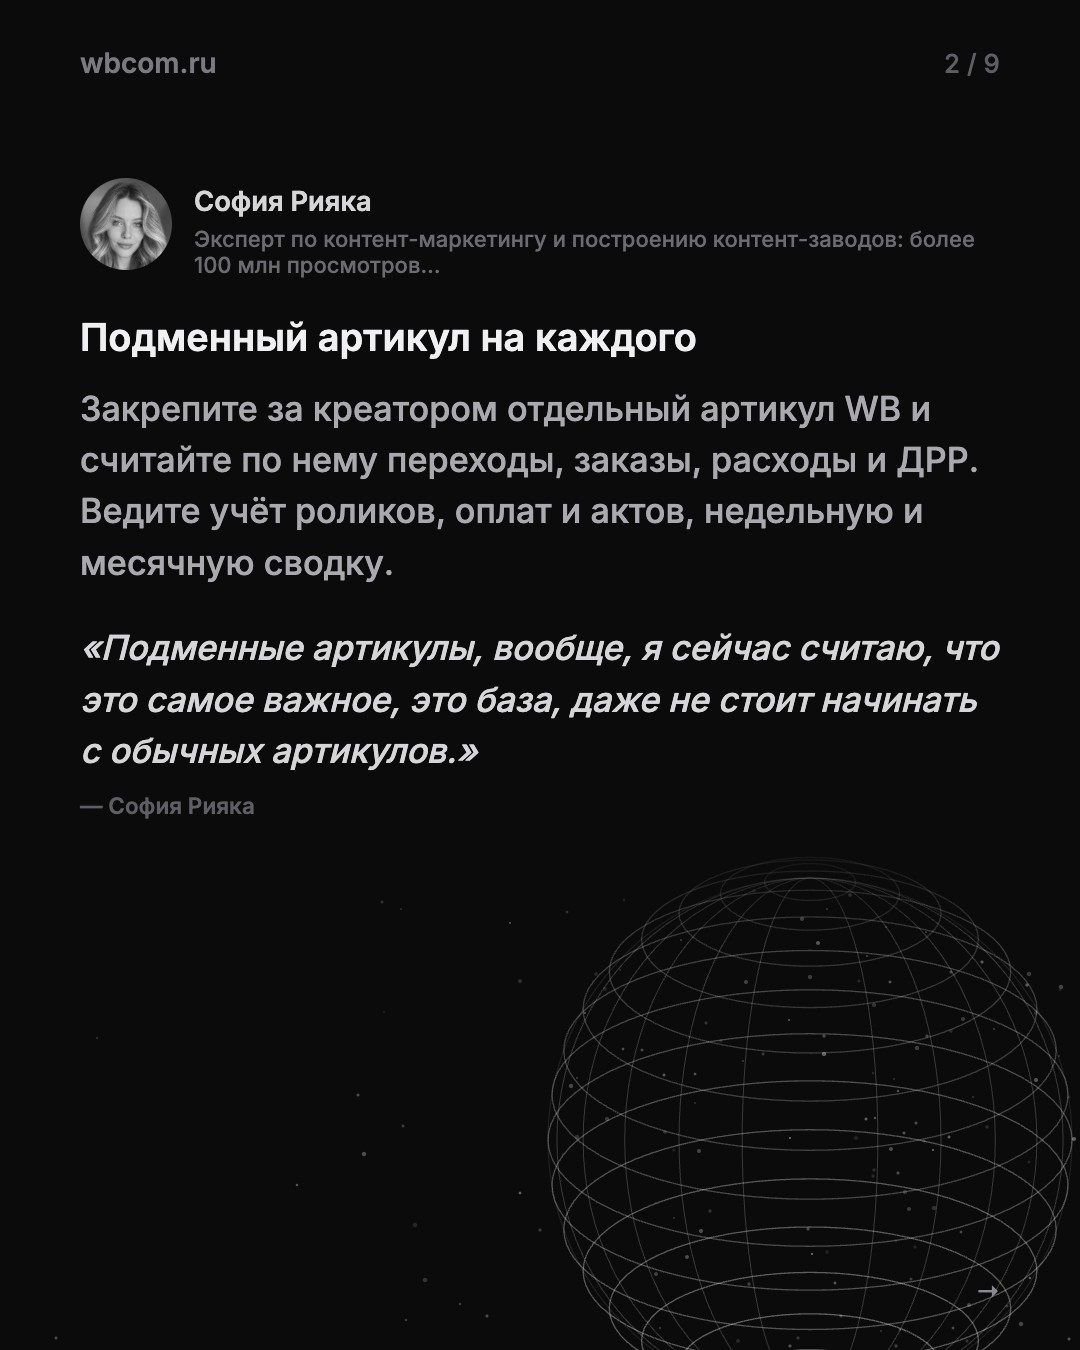 wbcom.ru
2 / 9
София Рияка
Эксперт по контент-маркетингу и построению контент-заводов: более
100 млн просмотров...
Подменный артикул на каждого
Закрепите за креатором отдельный артикул WB и
считайте по нему переходы, заказы, расходы и ДРР.
Ведите учёт роликов, оплат и актов, недельную и
месячную сводку.
«Подменные артикулы, вообще, я сейчас считаю, что
это самое важное, это база, даже не стоит начинать
с обычных артикулов.»
— София Рияка
→